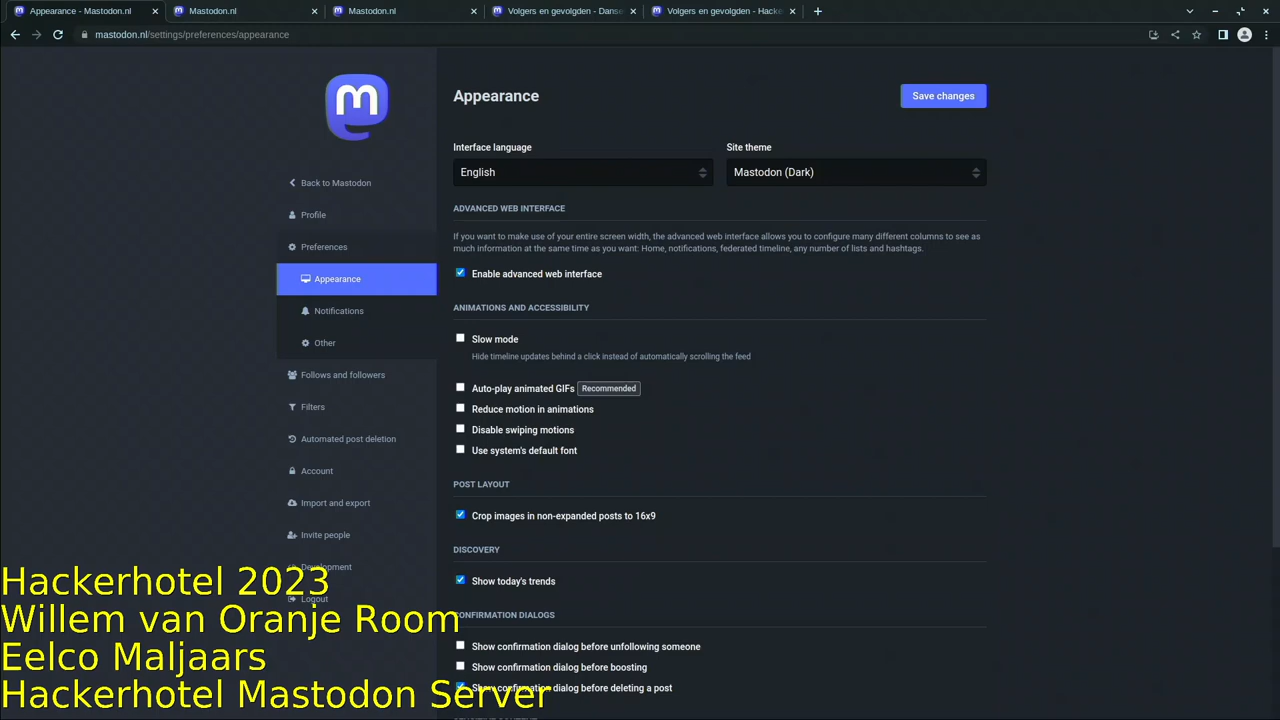 Appearance - Mastodon.nl
Mastodon.nl
Mastodon.nl
Volgers en gevolgden - Danse
Volgers en gevolgden - Hacke
mastodon.nl/settings/preferences/appearance
Appearance
Save changes
Interface language
Site theme
English
Mastodon (Dark)
Back to Mastodon
Profile
Preferences
Appearance
Notifications
Other
Follows and followers
Filters
Automated post deletion
Account
Import and export
Invite people
Development
Logout
ADVANCED WEB INTERFACE
If you want to make use of your entire screen width, the advanced web interface allows you to configure many different columns to see as
much information at the same time as you want: Home, notifications, federated timeline, any number of lists and hashtags.
Enable advanced web interface
ANIMATIONS AND ACCESSIBILITY
Slow mode
Hide timeline updates behind a click instead of automatically scrolling the feed
Auto-play animated GIFs Recommended
Reduce motion in animations
Disable swiping motions
Use system's default font
POST LAYOUT
Crop images in non-expanded posts to 16x9
DISCOVERY
Show today's trends
CONFIRMATION DIALOGS
Show confirmation dialog before unfollowing someone
Show confirmation dialog before boosting
Show confirmation dialog before deleting a post
Hackerhotel 2023
Willem van Oranje Room
Eelco Maljaars
Hackerhotel Mastodon Server